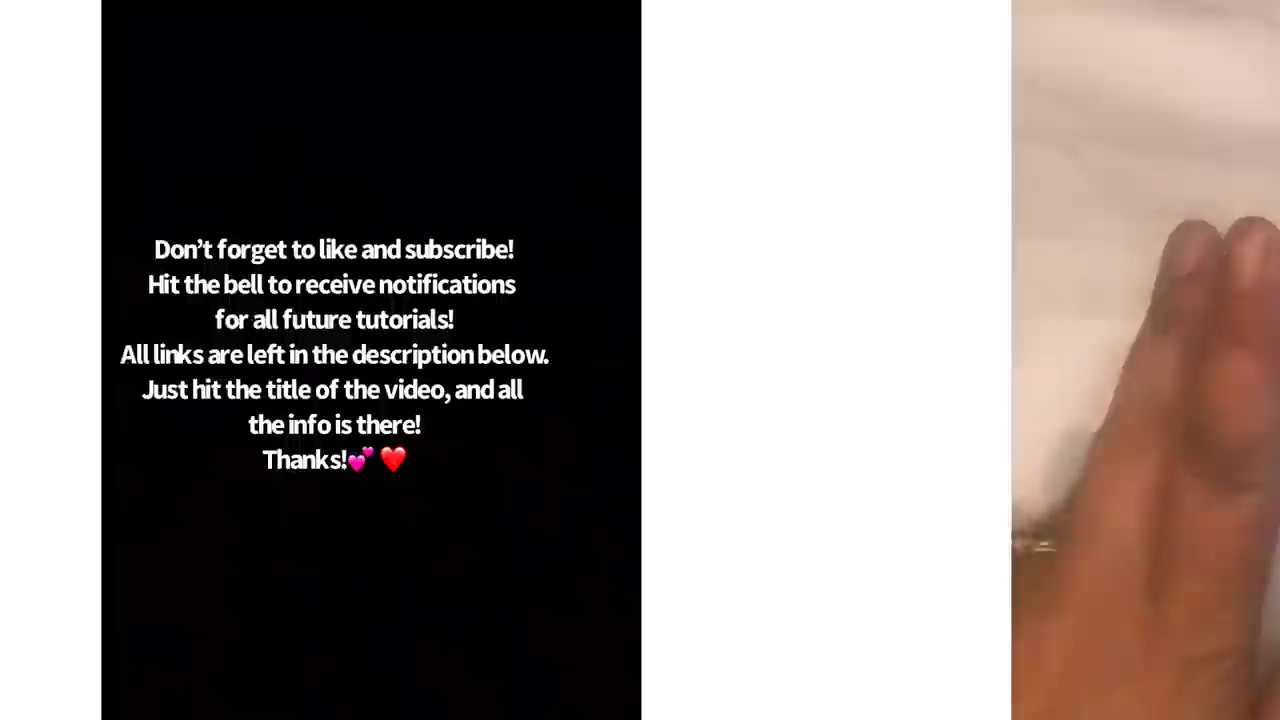 Don’t forget to like and subscribe!
Hit the bell to receive notifications
for all future tutorials!
All links are left in the description below.
Just hit the title of the video, and all
the info is there!
Thanks!💕 ❤️